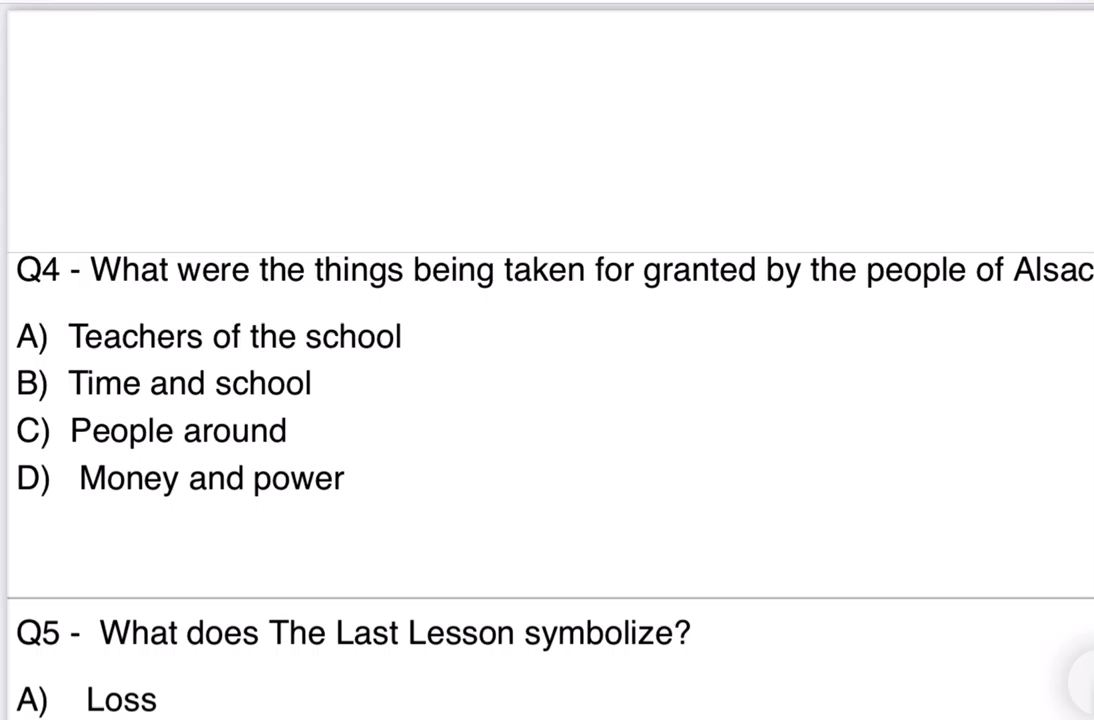 Q4 - What were the things being taken for granted by the people of Alsac
A) Teachers of the school
B) Time and school
C) People around
D) Money and power
Q5 - What does The Last Lesson symbolize?
A) Loss